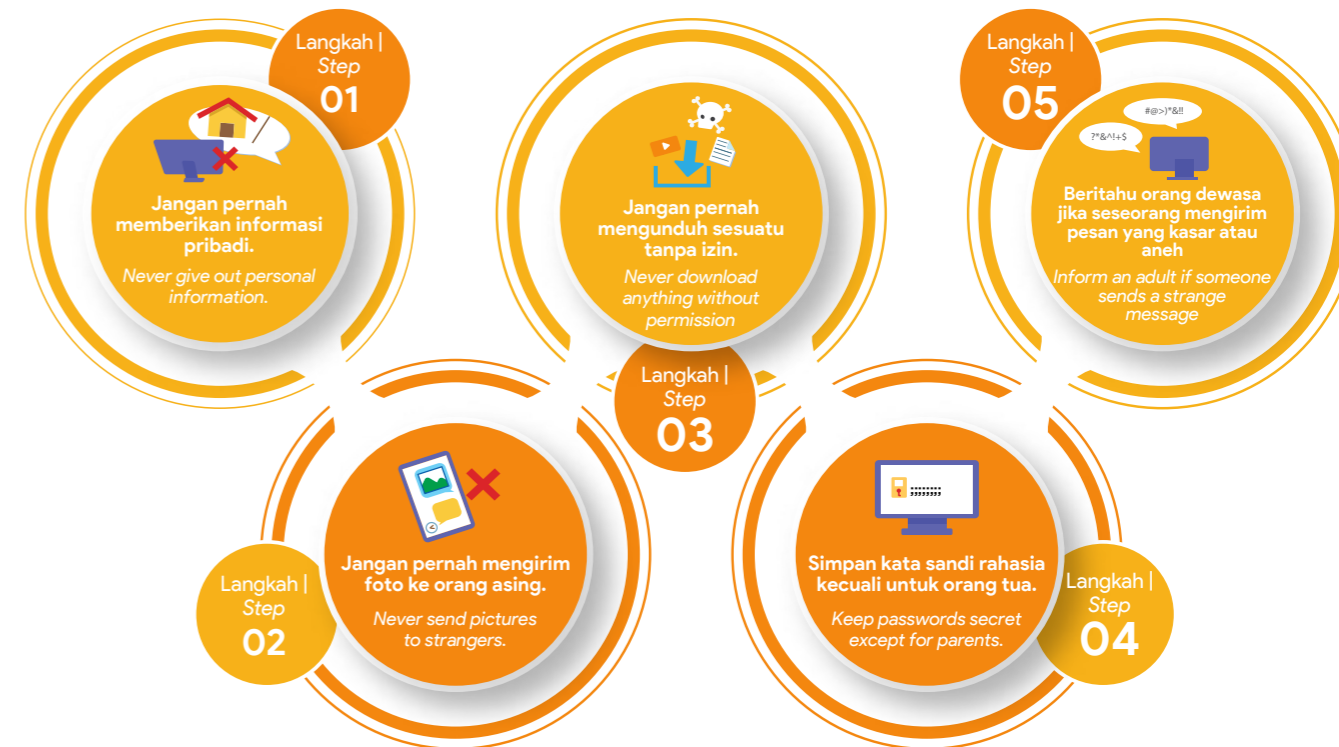 Langkah |
Step
01
Jangan pernah
memberikan informasi
pribadi.
Never give out personal
information.
Langkah |
Step
02
Jangan pernah mengirim
foto ke orang asing.
Never send pictures
to strangers.
Langkah |
Step
03
Jangan pernah
mengunduh sesuatu
tanpa izin.
Never download
anything without
permission
Langkah |
Step
04
;;;;;;;;;
Simpan kata sandi rahasia
kecuali untuk orang tua.
Keep passwords secret
except for parents.
Langkah |
Step
05
#@>)*&!!
?*&^!+$
Beritahu orang dewasa
jika seseorang mengirim
pesan yang kasar atau
aneh
Inform an adult if someone
sends a strange
message